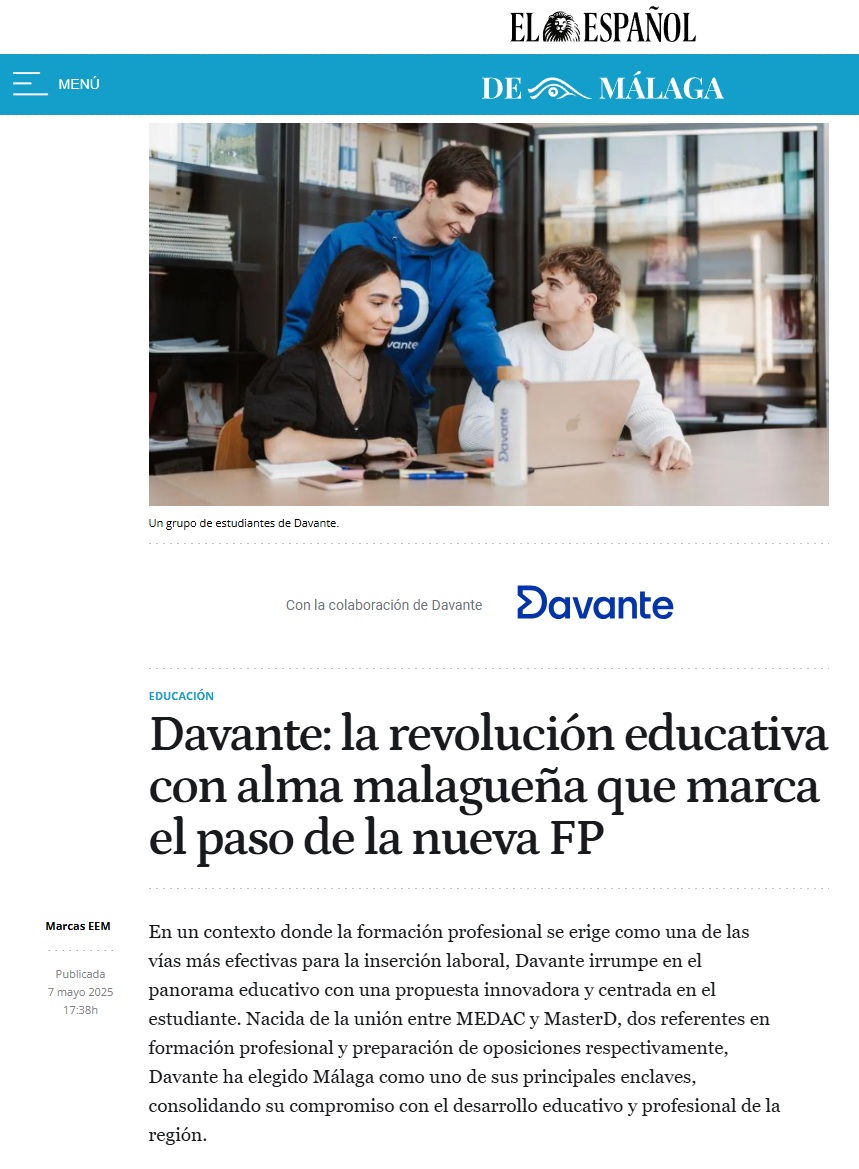 EL ESPAÑOL
MENÚ
DE MÁLAGA
Davante
Un grupo de estudiantes de Davante.
Con la colaboración de Davante
Davante
EDUCACIÓN
Davante: la revolución educativa
con alma malagueña que marca
el paso de la nueva FP
Marcas EEM
Publicada
7 mayo 2025
17:38h
En un contexto donde la formación profesional se erige como una de las
vías más efectivas para la inserción laboral, Davante irrumpe en el
panorama educativo con una propuesta innovadora y centrada en el
estudiante. Nacida de la unión entre MEDAC y MasterD, dos referentes en
formación profesional y preparación de oposiciones respectivamente,
Davante ha elegido Málaga como uno de sus principales enclaves,
consolidando su compromiso con el desarrollo educativo y profesional de la
región.